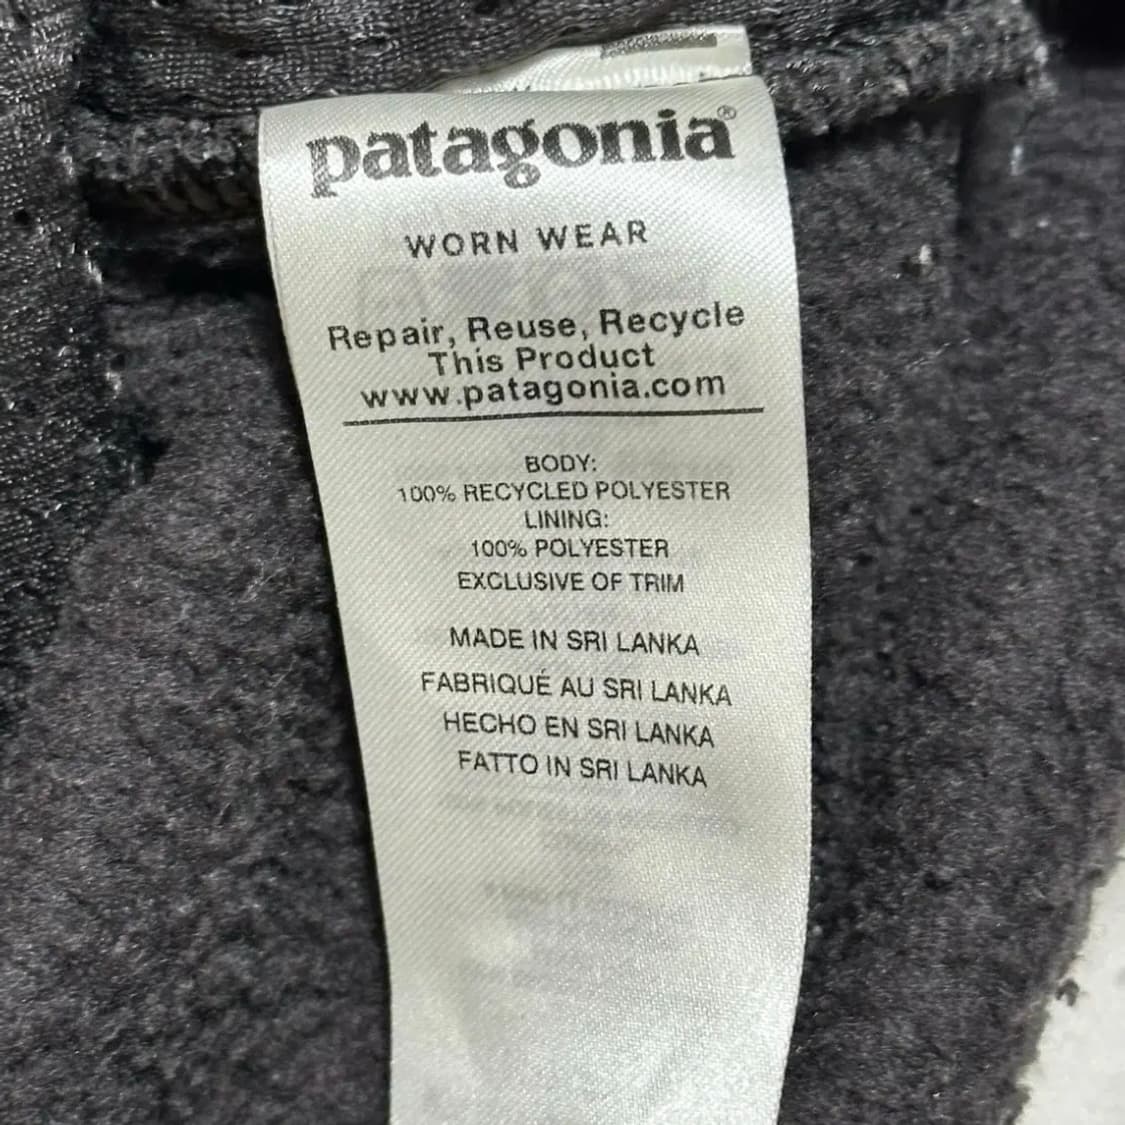 patagonia®
WORN WEAR
Repair, Reuse, Recycle
This Product
www.patagonia.com
BODY:
100% RECYCLED POLYESTER
LINING:
100% POLYESTER
EXCLUSIVE OF TRIM
MADE IN SRI LANKA
FABRIQUÉ AU SRI LANKA
HECHO EN SRI LANKA
FATTO IN SRI LANKA